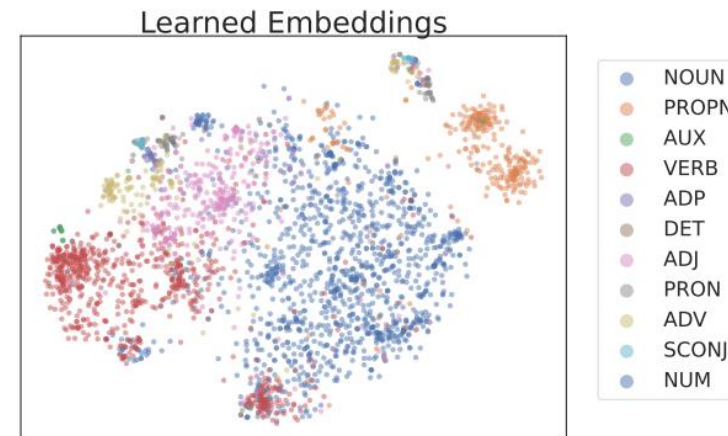 Learned Embeddings
NOUN
PROPN
AUX
VERB
ADP
DET
ADJ
PRON
ADV
SCONJ
NUM